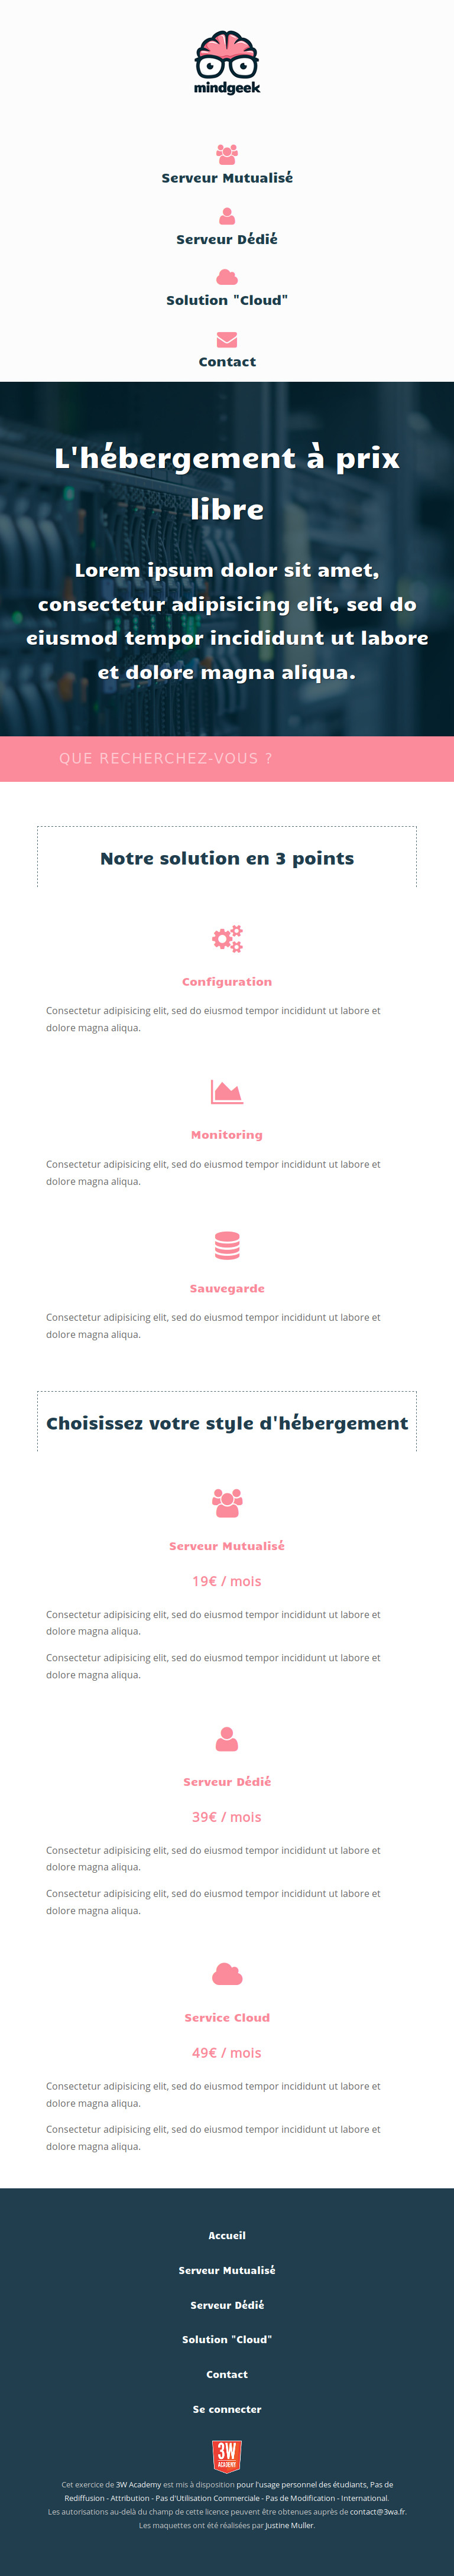 mindgeek
Serveur Mutualisé
Serveur Dédié
Solution "Cloud"
Contact
L'hébergement à prix
libre
Lorem ipsum dolor sit amet,
consectetur adipisicing elit, sed do
eiusmod tempor incididunt ut labore
et dolore magna aliqua.
QUE RECHERCHEZ-VOUS ?
Notre solution en 3 points
Configuration
Consectetur adipisicing elit, sed do eiusmod tempor incididunt ut labore et
dolore magna aliqua.
Monitoring
Consectetur adipisicing elit, sed do eiusmod tempor incididunt ut labore et
dolore magna aliqua.
Sauvegarde
Consectetur adipisicing elit, sed do eiusmod tempor incididunt ut labore et
dolore magna aliqua.
Choisissez votre style d'hébergement
Serveur Mutualisé
19€ / mois
Consectetur adipisicing elit, sed do eiusmod tempor incididunt ut labore et
dolore magna aliqua.
Consectetur adipisicing elit, sed do eiusmod tempor incididunt ut labore et
dolore magna aliqua.
Serveur Dédié
39€ / mois
Consectetur adipisicing elit, sed do eiusmod tempor incididunt ut labore et
dolore magna aliqua.
Consectetur adipisicing elit, sed do eiusmod tempor incididunt ut labore et
dolore magna aliqua.
Service Cloud
49€ / mois
Consectetur adipisicing elit, sed do eiusmod tempor incididunt ut labore et
dolore magna aliqua.
Consectetur adipisicing elit, sed do eiusmod tempor incididunt ut labore et
dolore magna aliqua.
Accueil
Serveur Mutualisé
Serveur Dédié
Solution "Cloud"
Contact
Se connecter
3W
ACADEMY
Cet exercice de 3W Academy est mis à disposition pour l'usage personnel des étudiants, Pas de
Rediffusion - Attribution - Pas d'Utilisation Commerciale - Pas de Modification - International.
Les autorisations au-delà du champ de cette licence peuvent être obtenues auprès de contact@3wa.fr.
Les maquettes ont été réalisées par Justine Muller.